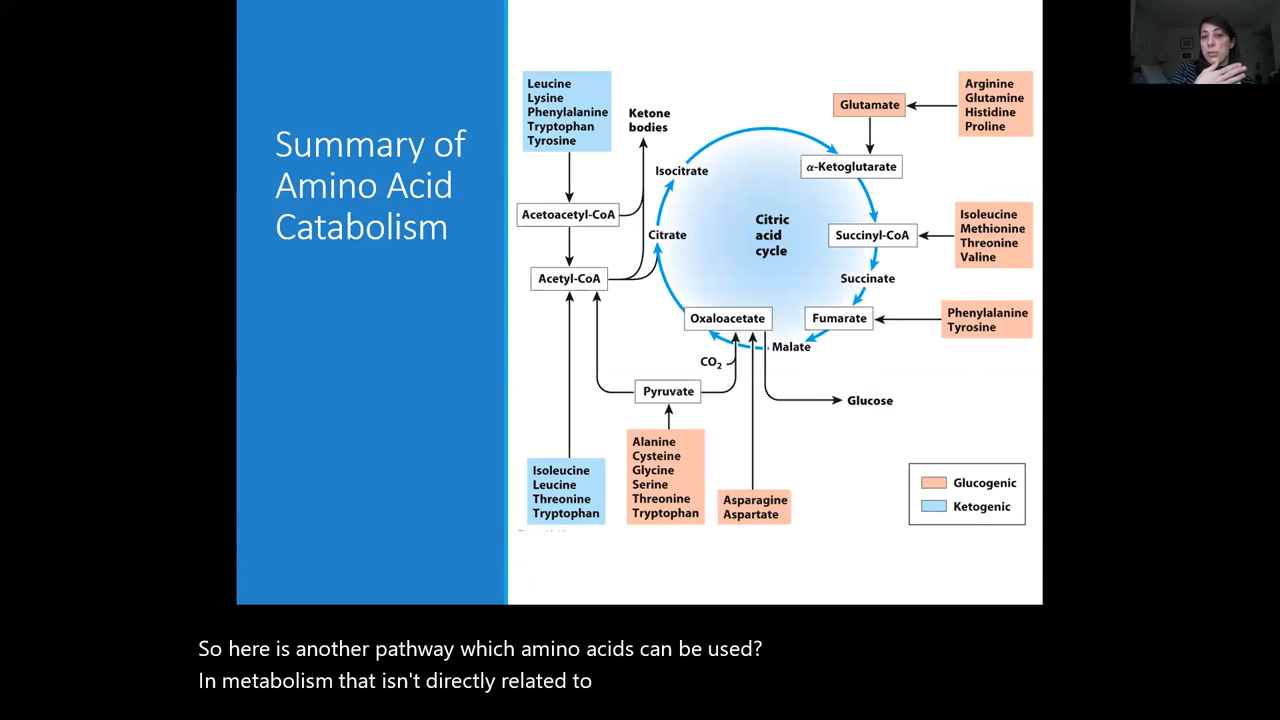 Summary of
Amino Acid
Catabolism
Leucine
Lysine
Phenylalanine
Tryptophan
Tyrosine
Ketone
bodies
Glutamate
Arginine
Glutamine
Histidine
Proline
Isocitrate
α-Ketoglutarate
Acetoacetyl-CoA
Citrate
Citric
acid
cycle
Succinyl-CoA
Isoleucine
Methionine
Threonine
Valine
Acetyl-CoA
Succinate
Oxaloacetate
Fumarate
Phenylalanine
Tyrosine
Malate
CO₂
Pyruvate
Glucose
Isoleucine
Leucine
Threonine
Tryptophan
Alanine
Cysteine
Glycine
Serine
Threonine
Tryptophan
Asparagine
Aspartate
Glucogenic
Ketogenic
So here is another pathway which amino acids can be used?
In metabolism that isn't directly related to